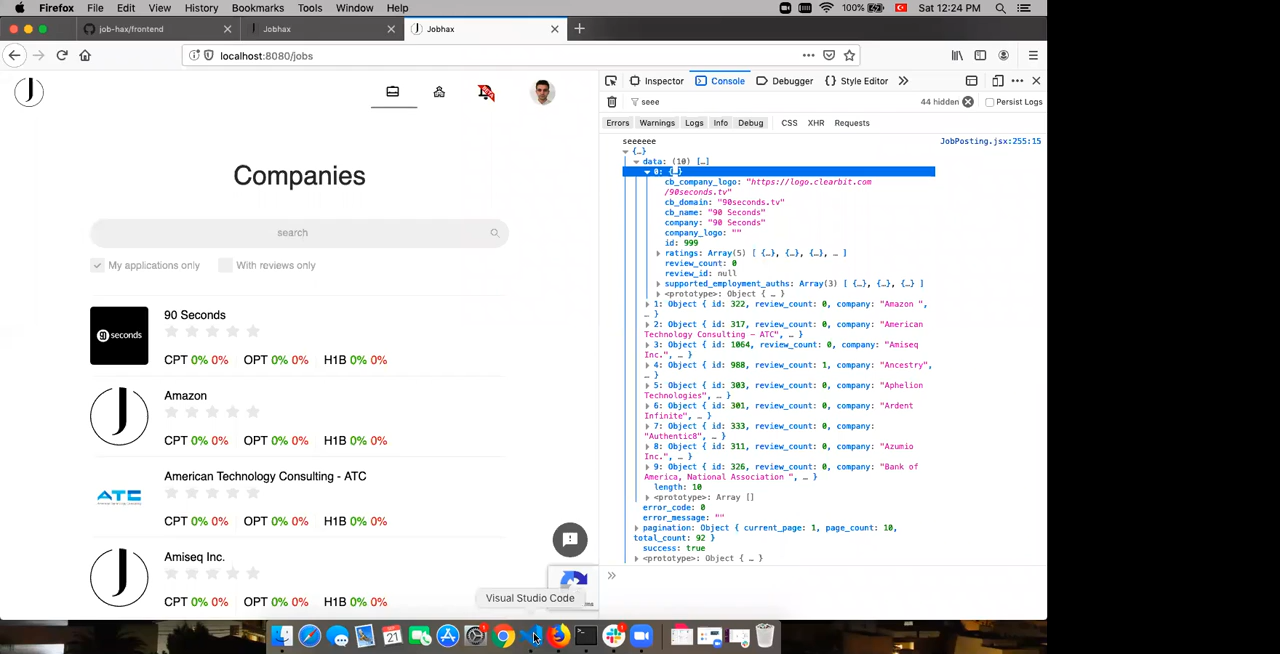 Firefox File Edit View History Bookmarks Tools Window Help 100% Sat 12:24 PM
job-hax/frontend Jobhax Jobhax
localhost:8080/jobs
Inspector Console Debugger {} Style Editor
seee 44 hidden Persist Logs
Errors Warnings Logs Info Debug CSS XHR Requests
seeeeee JobPosting.jsx:255:15
{…}
data: (10) […]
0: {…}
cb_company_logo: "https://logo.clearbit.com
/90seconds.tv"
cb_domain: "90seconds.tv"
cb_name: "90 Seconds"
company: "90 Seconds"
company_logo: ""
id: 999
ratings: Array(5) [ {…}, {…}, {…}, … ]
review_count: 0
review_id: null
supported_employment_auths: Array(3) [ {…}, {…}, {…} ]
<prototype>: Object { … }
1: Object { id: 322, review_count: 0, company: "Amazon ",
… }
2: Object { id: 317, review_count: 0, company: "American
Technology Consulting - ATC", … }
3: Object { id: 1064, review_count: 0, company: "Amiseq
Inc.", … }
4: Object { id: 988, review_count: 1, company: "Ancestry",
… }
5: Object { id: 303, review_count: 0, company: "Aphelion
Technologies", … }
6: Object { id: 301, review_count: 0, company: "Ardent
Infinite", … }
7: Object { id: 333, review_count: 0, company:
"Authentic8", … }
8: Object { id: 311, review_count: 0, company: "Azumio
Inc.", … }
9: Object { id: 326, review_count: 0, company: "Bank of
America, National Association ", … }
length: 10
<prototype>: Array []
error_code: 0
error_message: ""
pagination: Object { current_page: 1, page_count: 10,
total_count: 92 }
success: true
<prototype>: Object { … }
Companies
search
My applications only With reviews only
90 seconds
90 Seconds
CPT 0% 0% OPT 0% 0% H1B 0% 0%
Amazon
CPT 0% 0% OPT 0% 0% H1B 0% 0%
ATC
American Technology Consulting - ATC
CPT 0% 0% OPT 0% 0% H1B 0% 0%
Amiseq Inc.
CPT 0% 0% OPT 0% 0% H1B 0% 0%
Visual Studio Code
21